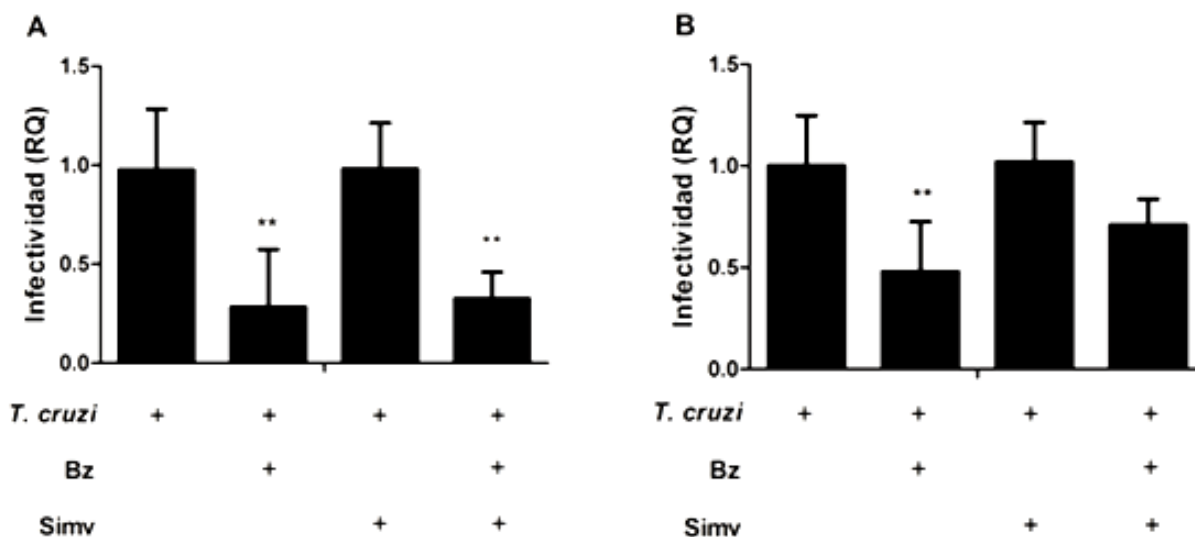 A
Infectividad (RQ)
1.5
1.0
0.5
0.0
** **
T. cruzi + + + +
Bz + +
Simv + +
B
Infectividad (RQ)
1.5
1.0
0.5
0.0
**
T. cruzi + + + +
Bz + +
Simv + +